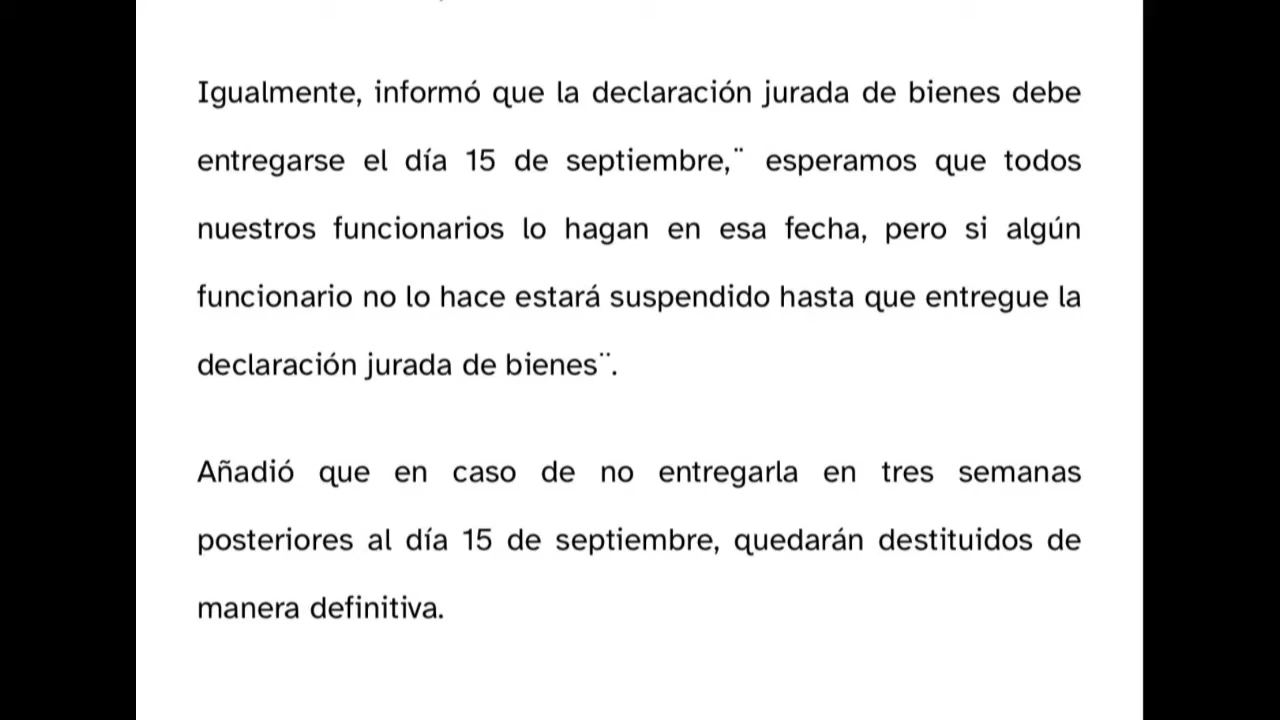 Igualmente, informó que la declaración jurada de bienes debe
entregarse el día 15 de septiembre,¨ esperamos que todos
nuestros funcionarios lo hagan en esa fecha, pero si algún
funcionario no lo hace estará suspendido hasta que entregue la
declaración jurada de bienes¨.
Añadió que en caso de no entregarla en tres semanas
posteriores al día 15 de septiembre, quedarán destituidos de
manera definitiva.